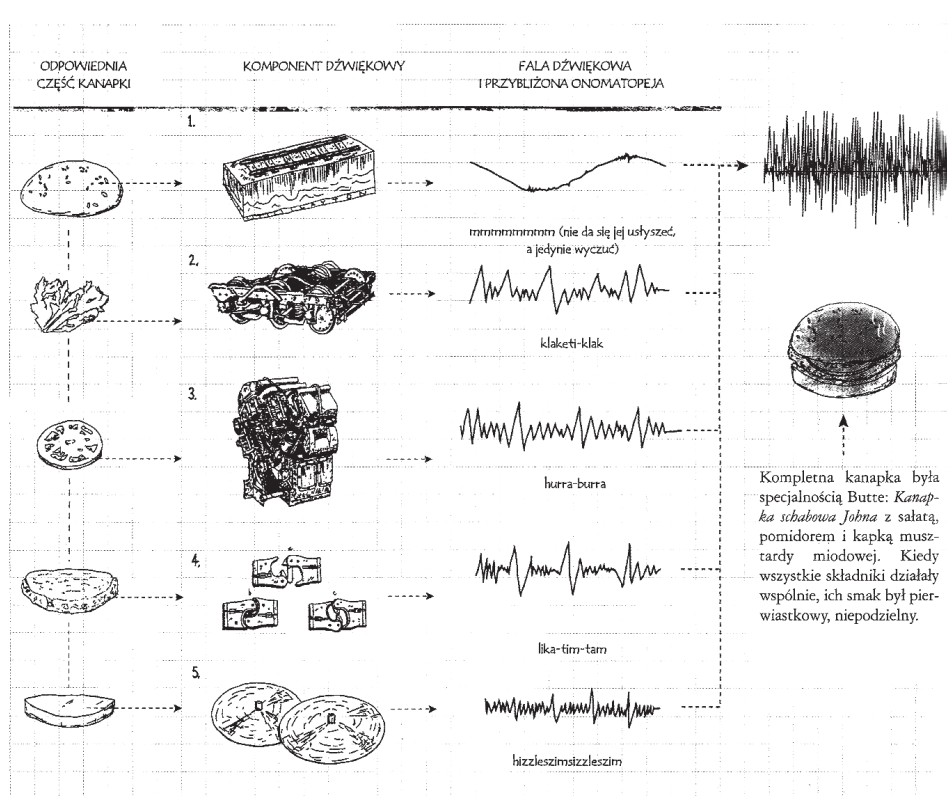 ODPOWIEDNIA
CZĘŚĆ KANAPKI
KOMPONENT DŹWIĘKOWY
FALA DŹWIĘKOWA
I PRZYBLIŻONA ONOMATOPEJA
1.
mmmmmmmm (nie da się jej usłyszeć,
a jedynie wyczuć)
2.
klaketi-klak
3.
hurra-burra
4.
lika-tim-tam
5.
hizzleszimsizzleszim
Kompletna kanapka była
specjalnością Butte: Kanap-
ka schabowa Johna z sałatą,
pomidorem i kapką musz-
tardy miodowej. Kiedy
wszystkie składniki działały
wspólnie, ich smak był pier-
wiastkowy, niepodzielny.